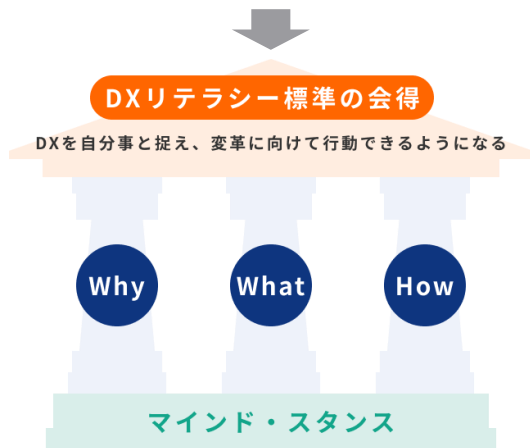 DXリテラシー標準の会得
DXを自分事と捉え、変革に向けて行動できるようになる
Why
What
How
マインド・スタンス